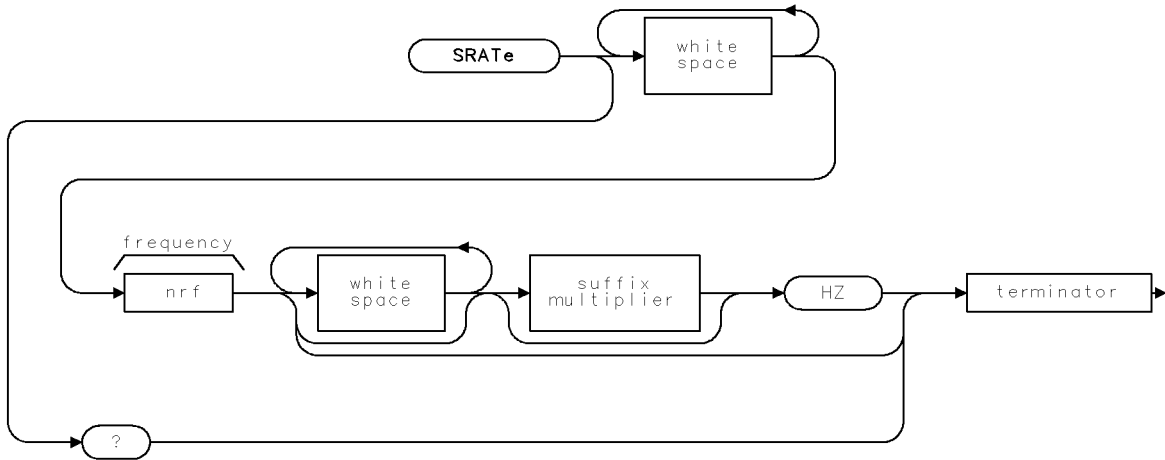 SRATe
white
space
frequency
nrf
white
space
suffix
multiplier
HZ
terminator
?